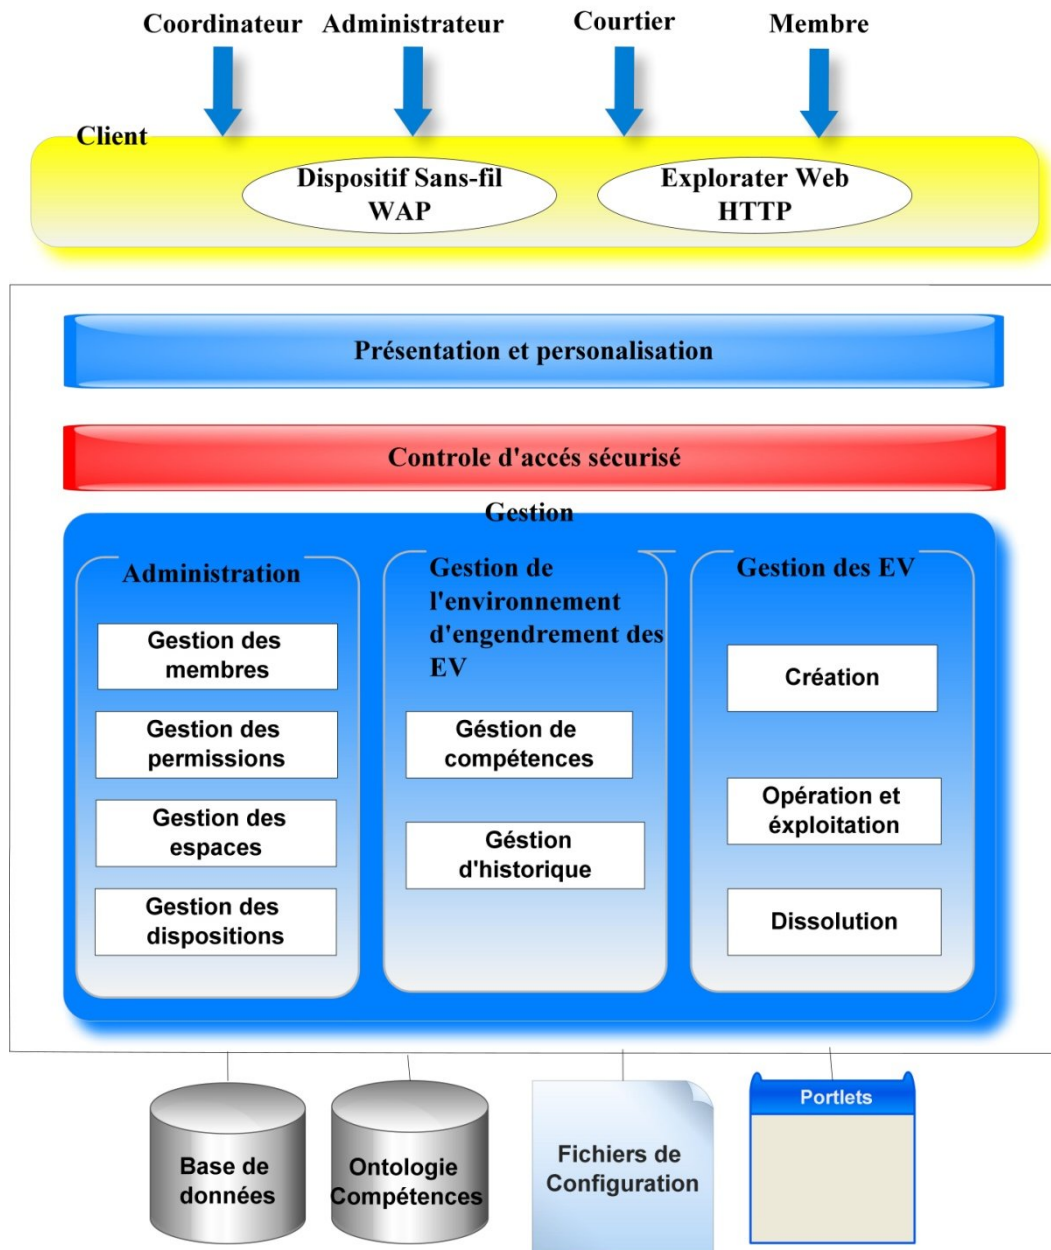 Coordinateur
Administrateur
Courtier
Membre
Client
Dispositif Sans-fil
WAP
Explorater Web
HTTP
Présentation et personalisation
Controle d'accés sécurisé
Gestion
Administration
Gestion des
membres
Gestion des
permissions
Gestion des
espaces
Gestion des
dispositions
Gestion de
l'environnement
d'engendrement des
EV
Géstion de
compétences
Géstion
d'historique
Gestion des EV
Création
Opération et
éxploitation
Dissolution
Base de
données
Ontologie
Compétences
Fichiers de
Configuration
Portlets